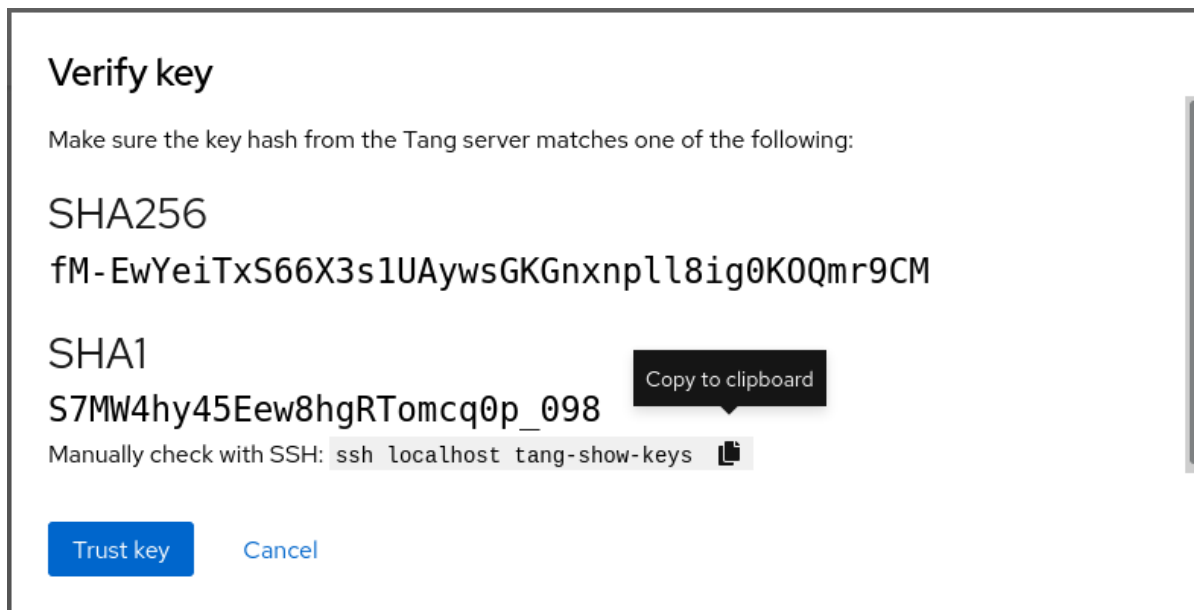 Verify key
Make sure the key hash from the Tang server matches one of the following:
SHA256
fM-EwYeiTxS66X3s1UAywsGKGnxnpll8ig0KOQmr9CM
SHA1
Copy to clipboard
S7MW4hy45Eew8hgRTomcq0p_098
Manually check with SSH: ssh localhost tang-show-keys
Trust key Cancel